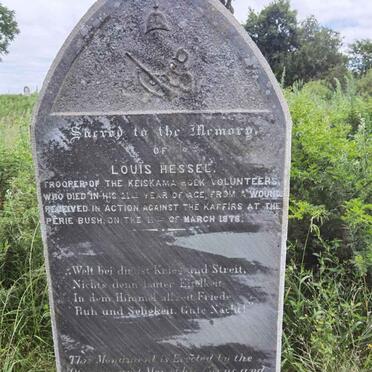 Sacred to the Memory,
OF
LOUIS HESSEL,
TROOPER OF THE KEISKAMA HOEK VOLUNTEERS,
WHO DIED IN HIS YEAR OF AGE, FROM A WOUND
RECEIVED IN ACTION AGAINST THE KAFFIRS AT THE
PERIE BUSH, ON THE OF MARCH 1878.
„Welt bei dir ist Krieg und Streit,
Nichts denn lauter Eitelkeit
In dem Himmel allzeit Friede
Ruh und Seligkeit. Gute Nacht!"
This Monument is Erected by the